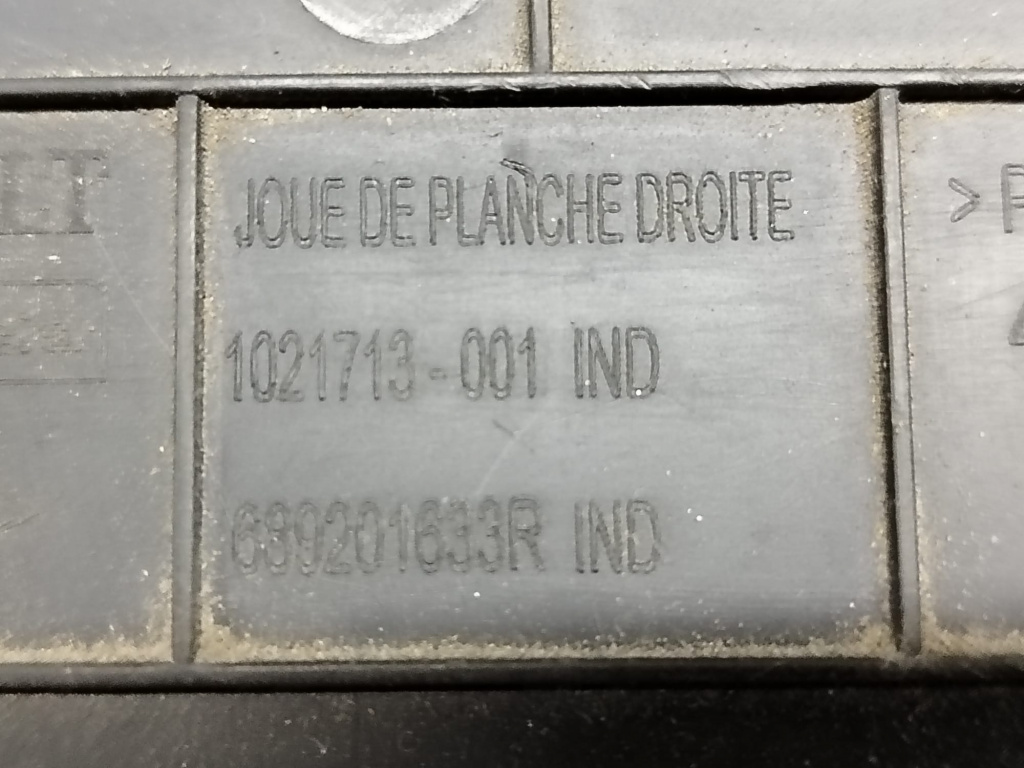 JOUE DE PLANCHE DROITE
1021713-001 IND
689201633R IND